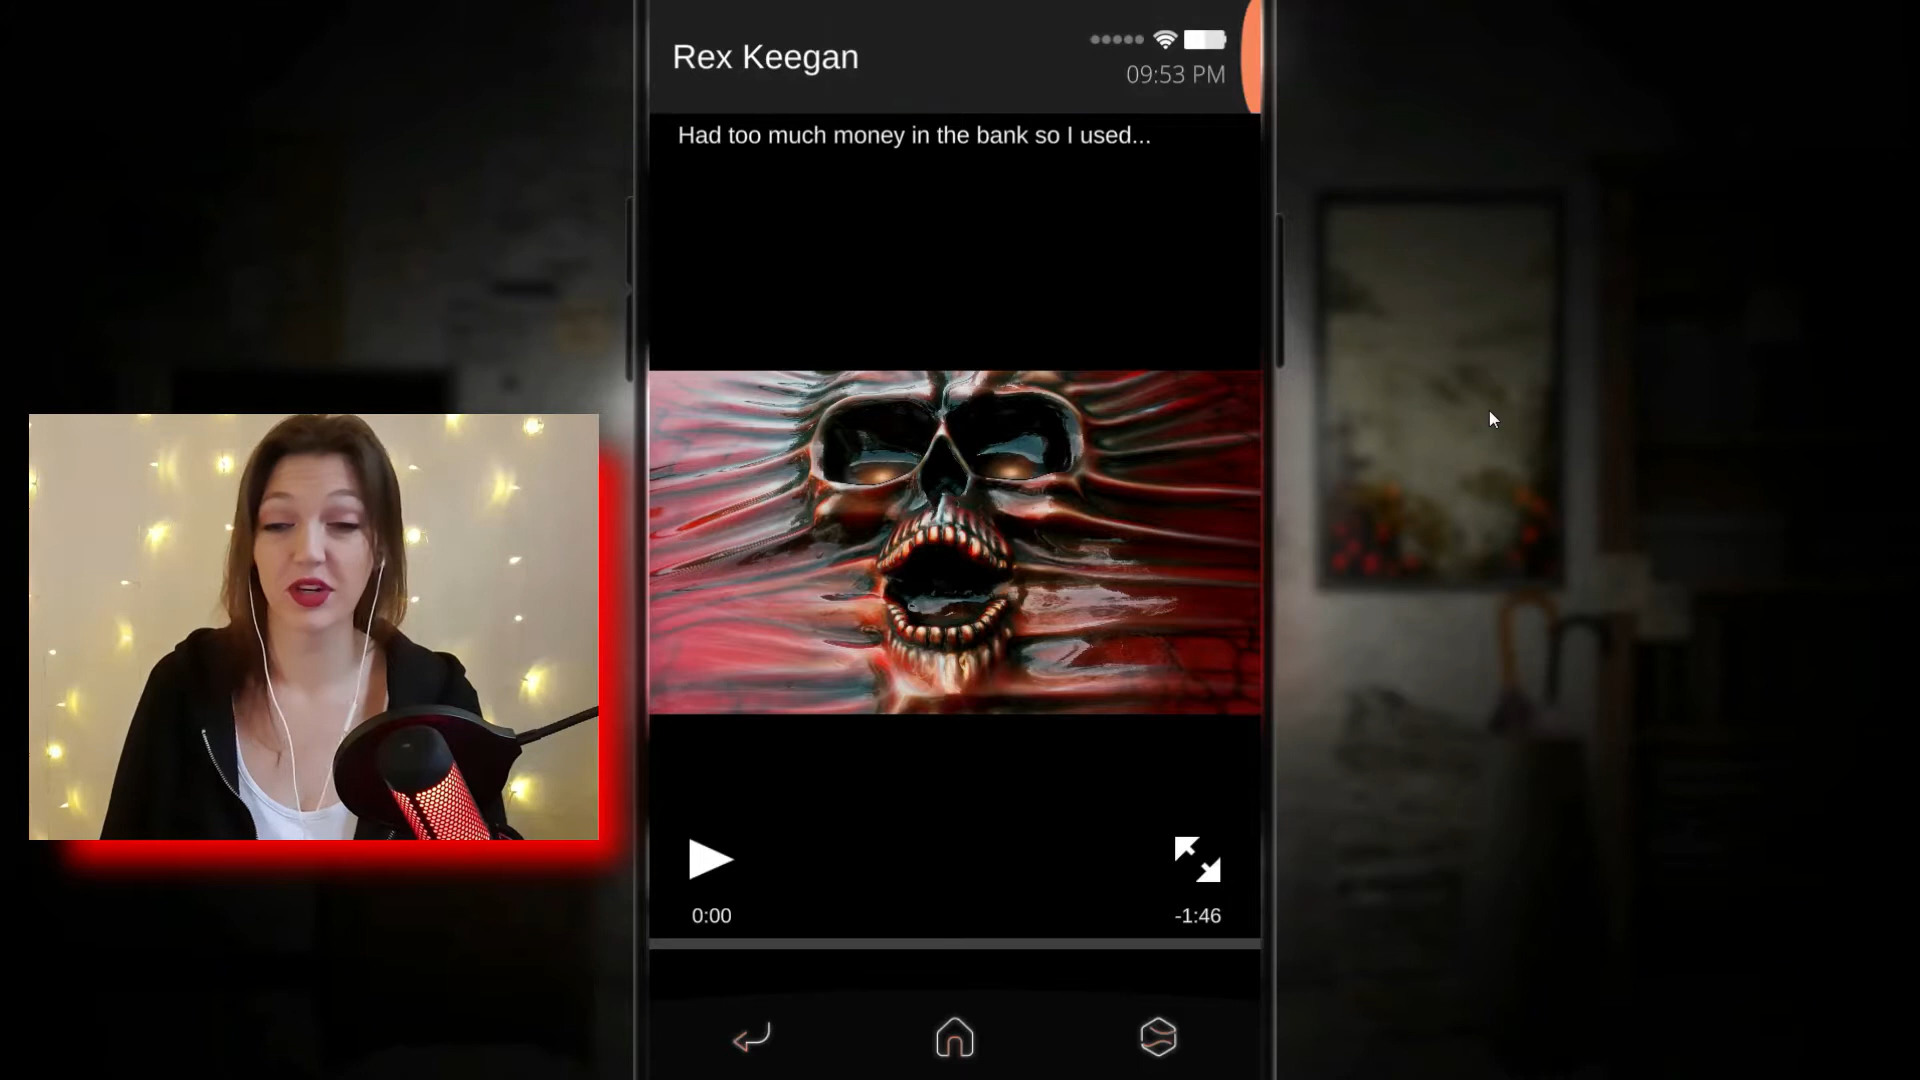 Rex Keegan
09:53 PM
Had too much money in the bank so I used...
0:00
-1:46